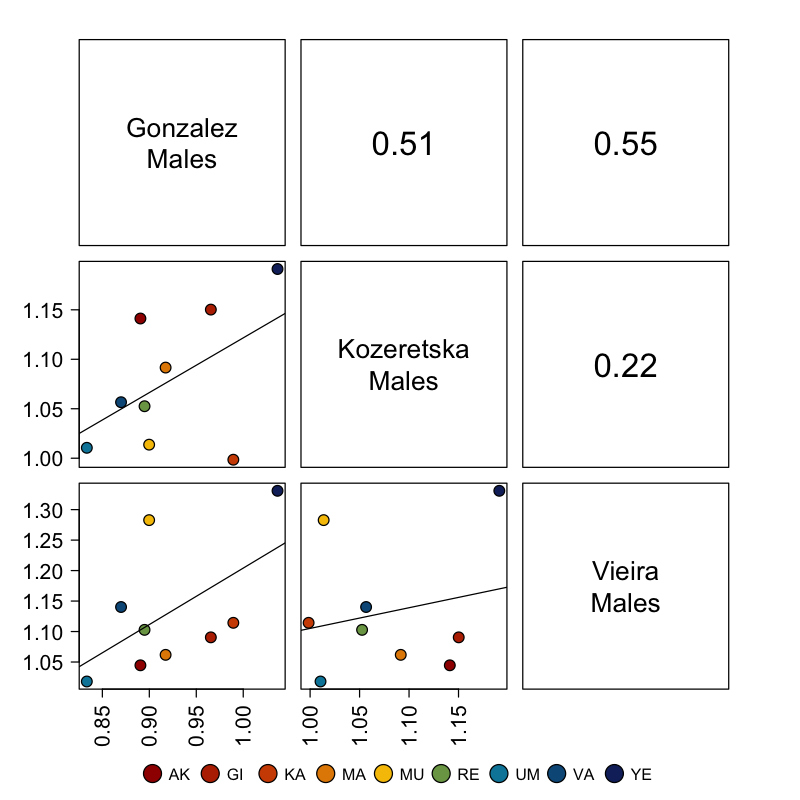 Gonzalez
Males
0.51
0.55
1.15
1.10
1.05
1.00
Kozeretska
Males
0.22
1.30
1.25
1.20
1.15
1.10
1.05
Vieira
Males
0.85 0.90 0.95 1.00 1.00 1.05 1.10 1.15
AK GI KA MA MU RE UM VA YE